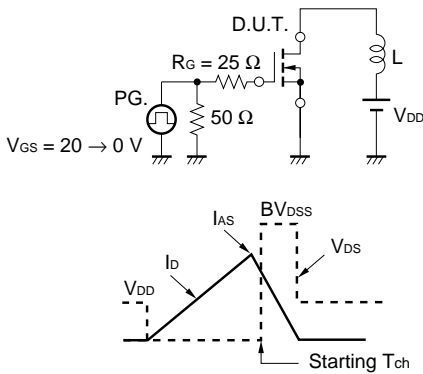 D.U.T.
RG = 25 Ω
L
PG.
50 Ω
VDD
VGS = 20 → 0 V
BVDSS
IAS
VDS
ID
VDD
Starting Tch